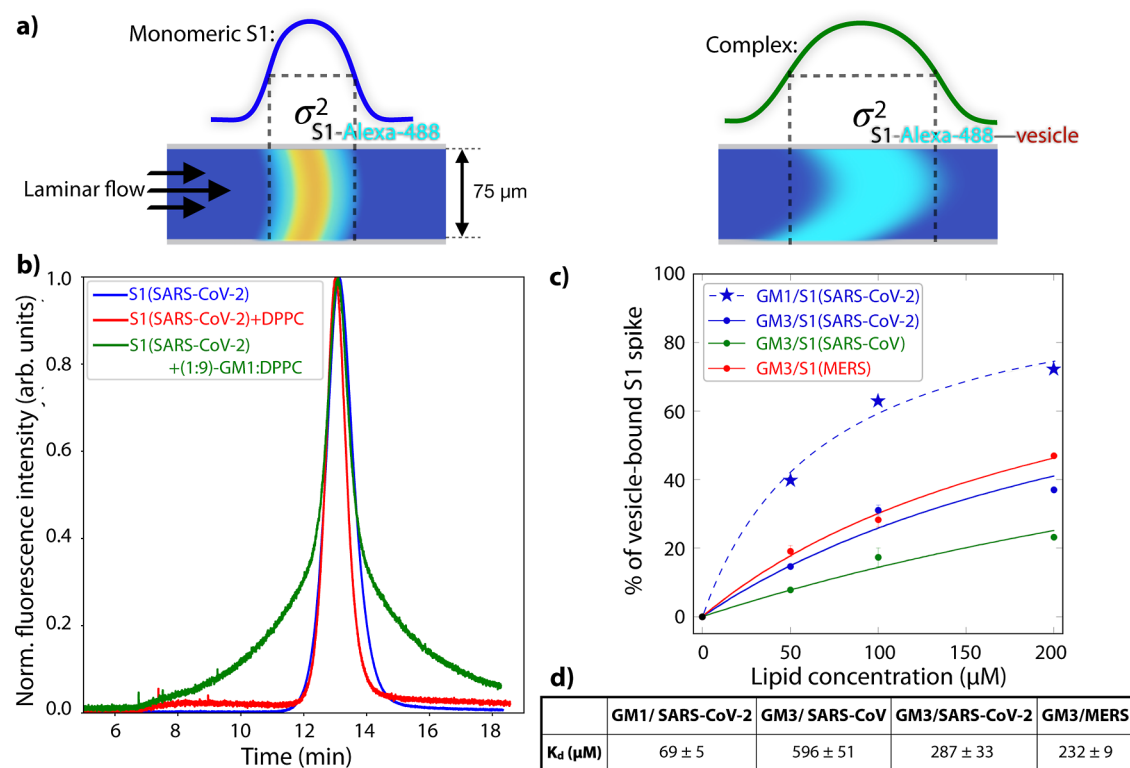 a)
Monomeric S1:
σ²
S1-Alexa-488
Laminar flow
75 μm
Complex:
σ²
S1-Alexa-488—vesicle
b)
Norm. fluorescence intensity (arb. units)
1.0
0.8
0.6
0.4
0.2
0.0
S1(SARS-CoV-2)
S1(SARS-CoV-2)+DPPC
S1(SARS-CoV-2)
+(1:9)-GM1:DPPC
6 8 10 12 14 16 18
Time (min)
c)
% of vesicle-bound S1 spike
100
80
60
40
20
0
GM1/S1(SARS-CoV-2)
GM3/S1(SARS-CoV-2)
GM3/S1(SARS-CoV)
GM3/S1(MERS)
0 50 100 150 200
Lipid concentration (μM)
d)
GM1/ SARS-CoV-2 GM3/ SARS-CoV GM3/SARS-CoV-2 GM3/MERS
Kd (μM) 69 ± 5 596 ± 51 287 ± 33 232 ± 9